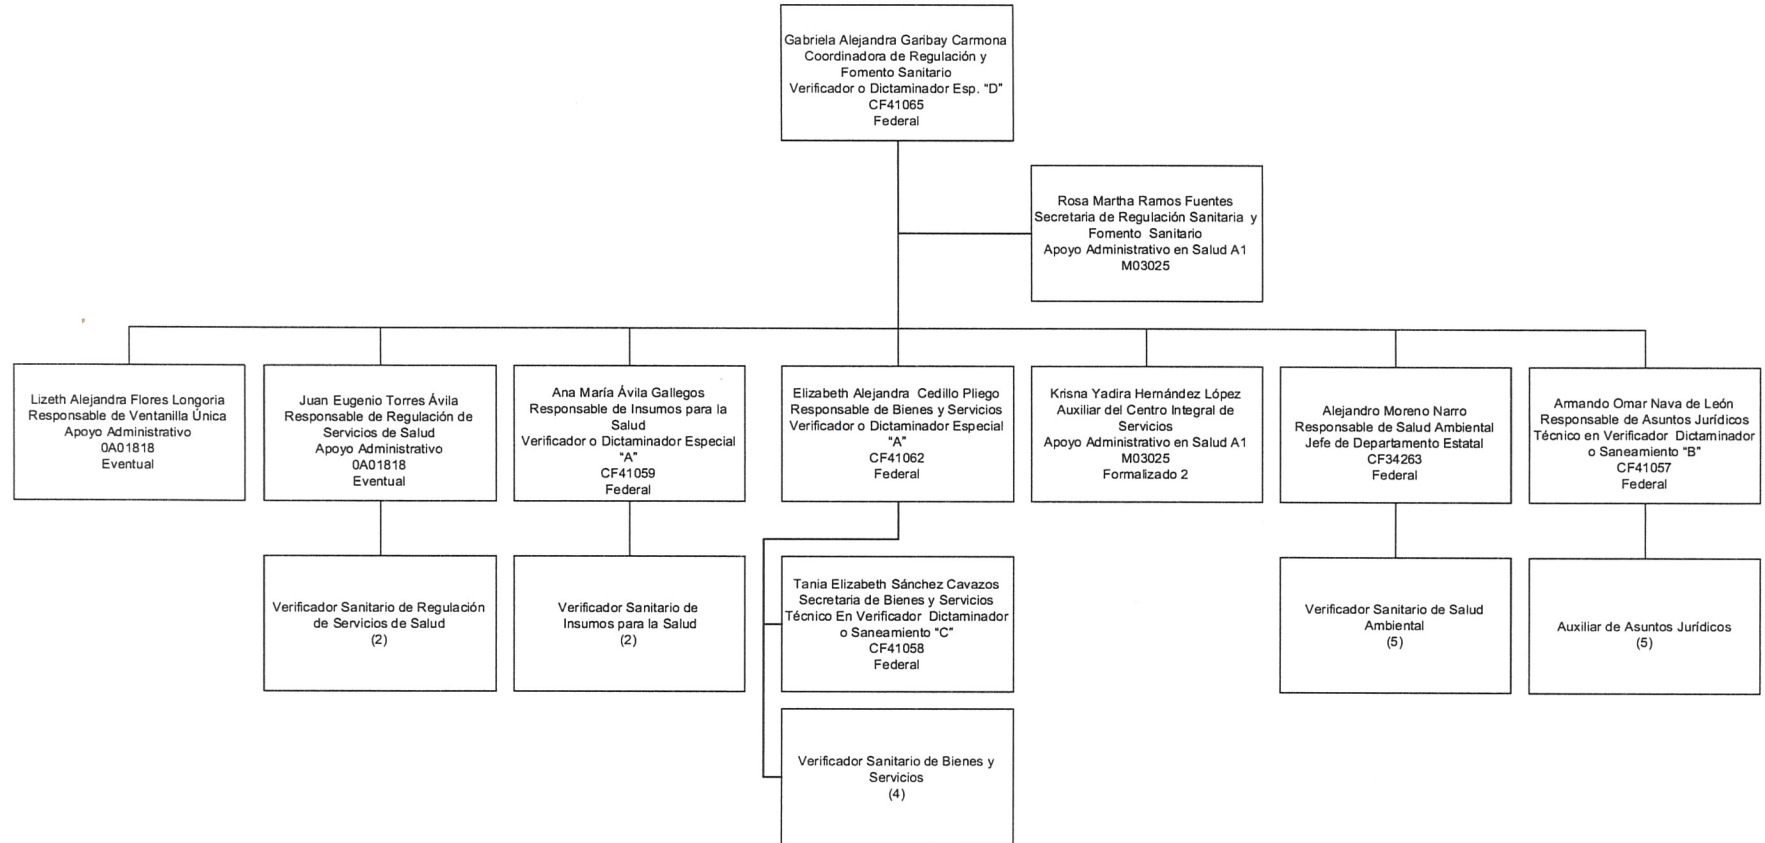 Gabriela Alejandra Garibay Carmona
Coordinadora de Regulación y
Fomento Sanitario
Verificador o Dictaminador Esp. "D"
CF41065
Federal
Rosa Martha Ramos Fuentes
Secretaria de Regulación Sanitaria y
Fomento Sanitario
Apoyo Administrativo en Salud A1
M03025
Lizeth Alejandra Flores Longoria
Responsable de Ventanilla Única
Apoyo Administrativo
0A01818
Eventual
Juan Eugenio Torres Ávila
Responsable de Regulación de
Servicios de Salud
Apoyo Administrativo
0A01818
Eventual
Ana María Ávila Gallegos
Responsable de Insumos para la
Salud
Verificador o Dictaminador Especial
"A"
CF41059
Federal
Elizabeth Alejandra Cedillo Pliego
Responsable de Bienes y Servicios
Verificador o Dictaminador Especial
"A"
CF41062
Federal
Krisna Yadira Hernández López
Auxiliar del Centro Integral de
Servicios
Apoyo Administrativo en Salud A1
M03025
Formalizado 2
Alejandro Moreno Narro
Responsable de Salud Ambiental
Jefe de Departamento Estatal
CF34263
Federal
Armando Omar Nava de León
Responsable de Asuntos Jurídicos
Técnico en Verificador Dictaminador
o Saneamiento "B"
CF41057
Federal
Verificador Sanitario de Regulación
de Servicios de Salud
(2)
Verificador Sanitario de
Insumos para la Salud
(2)
Tania Elizabeth Sánchez Cavazos
Secretaria de Bienes y Servicios
Técnico En Verificador Dictaminador
o Saneamiento "C"
CF41058
Federal
Verificador Sanitario de Salud
Ambiental
(5)
Auxiliar de Asuntos Jurídicos
(5)
Verificador Sanitario de Bienes y
Servicios
(4)